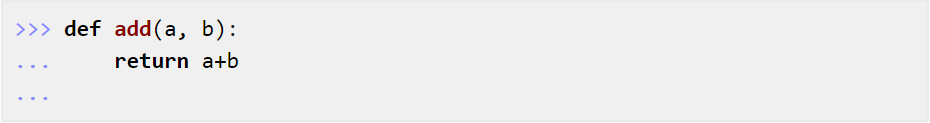 >>> def add(a, b):
...     return a+b
...